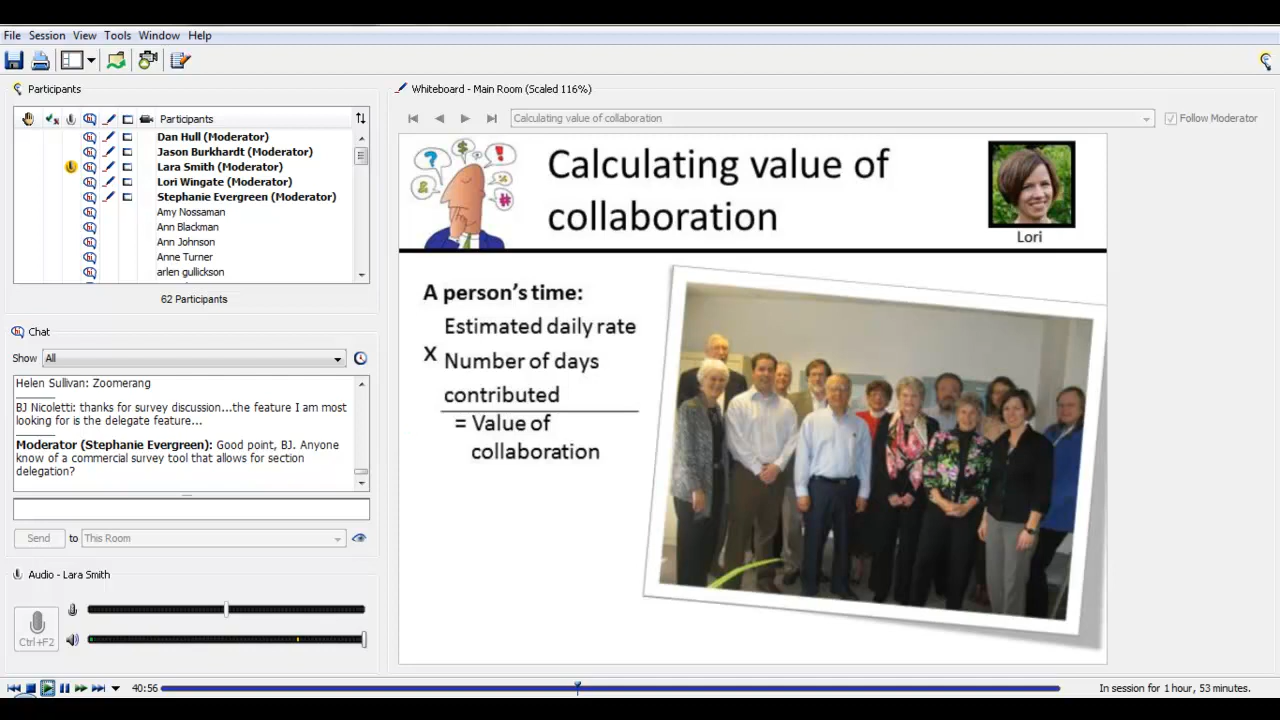 File Session View Tools Window Help
Participants
Participants
Dan Hull (Moderator)
Jason Burkhardt (Moderator)
Lara Smith (Moderator)
Lori Wingate (Moderator)
Stephanie Evergreen (Moderator)
Amy Nossaman
Ann Blackman
Ann Johnson
Anne Turner
arlen gullickson
62 Participants
Chat
Show All
Helen Sullivan: Zoomerang
BJ Nicoletti: thanks for survey discussion...the feature I am most
looking for is the delegate feature...
Moderator (Stephanie Evergreen): Good point, BJ. Anyone
know of a commercial survey tool that allows for section
delegation?
Send to This Room
Audio - Lara Smith
Ctrl+F2
Whiteboard - Main Room (Scaled 116%)
Calculating value of collaboration
Follow Moderator
? $ ! & % #
Calculating value of
collaboration
Lori
A person's time:
Estimated daily rate
X Number of days
contributed
= Value of
collaboration
40:56
In session for 1 hour, 53 minutes.